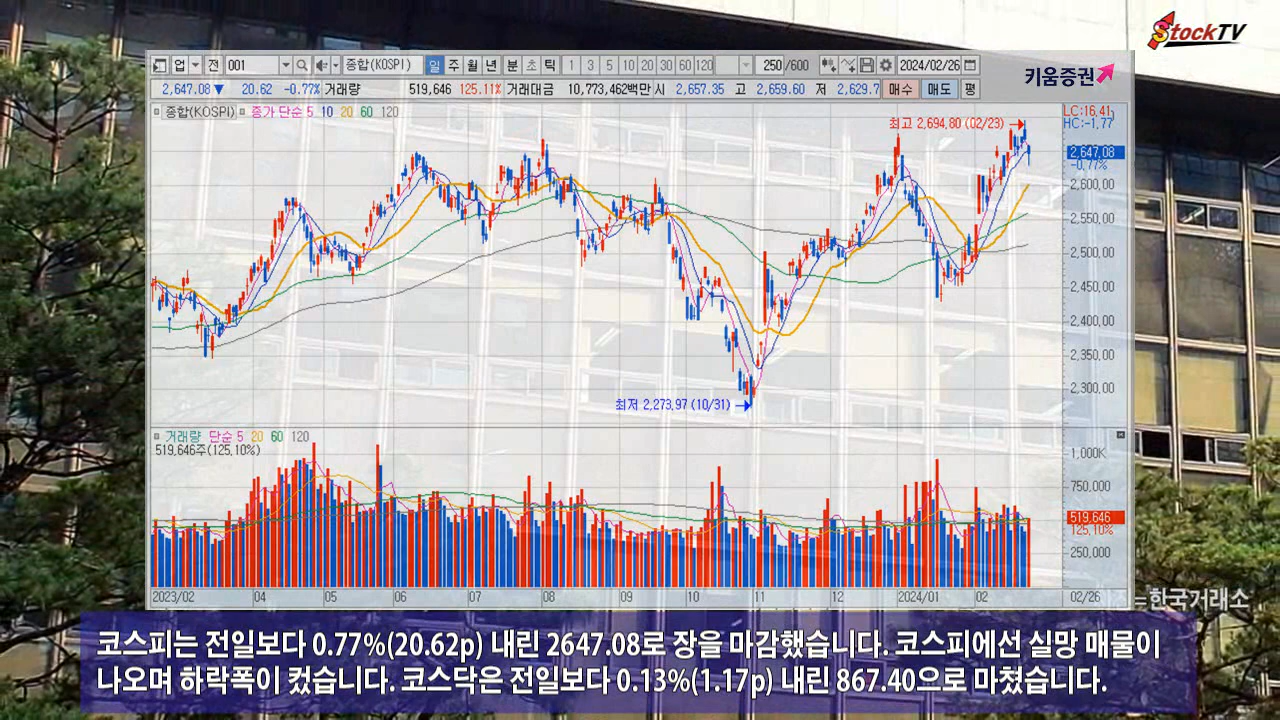 StockTV
업 전 001 종합(KOSPI) 일 주 월 년 분 초 틱 1 3 5 10 20 30 60 120 250 /600 2024/02/26
키움증권
2,647.08 ▼ 20.62 -0.77% 거래량 519,646 125.11% 거래대금 10,773,462백만 시 2,657.35 고 2,659.60 저 2,629.7 매수 매도 평
종합(KOSPI) 종가 단순 5 10 20 60 120
LC:16.41
최고 2,694.80 (02/23)
HC:-1.77
2,647.08
-0.77%
2,600.00
2,550.00
2,500.00
2,450.00
2,400.00
2,350.00
2,300.00
최저 2,273.97 (10/31)
거래량 단순 5 20 60 120
519,646주(125.10%)
1,000K
750,000
519,646
125.10%
250,000
2023/02 04 05 06 07 08 09 10 11 12 2024/01 02 02/26
=한국거래소
코스피는 전일보다 0.77%(20.62p) 내린 2647.08로 장을 마감했습니다. 코스피에선 실망 매물이
나오며 하락폭이 컸습니다. 코스닥은 전일보다 0.13%(1.17p) 내린 867.40으로 마쳤습니다.